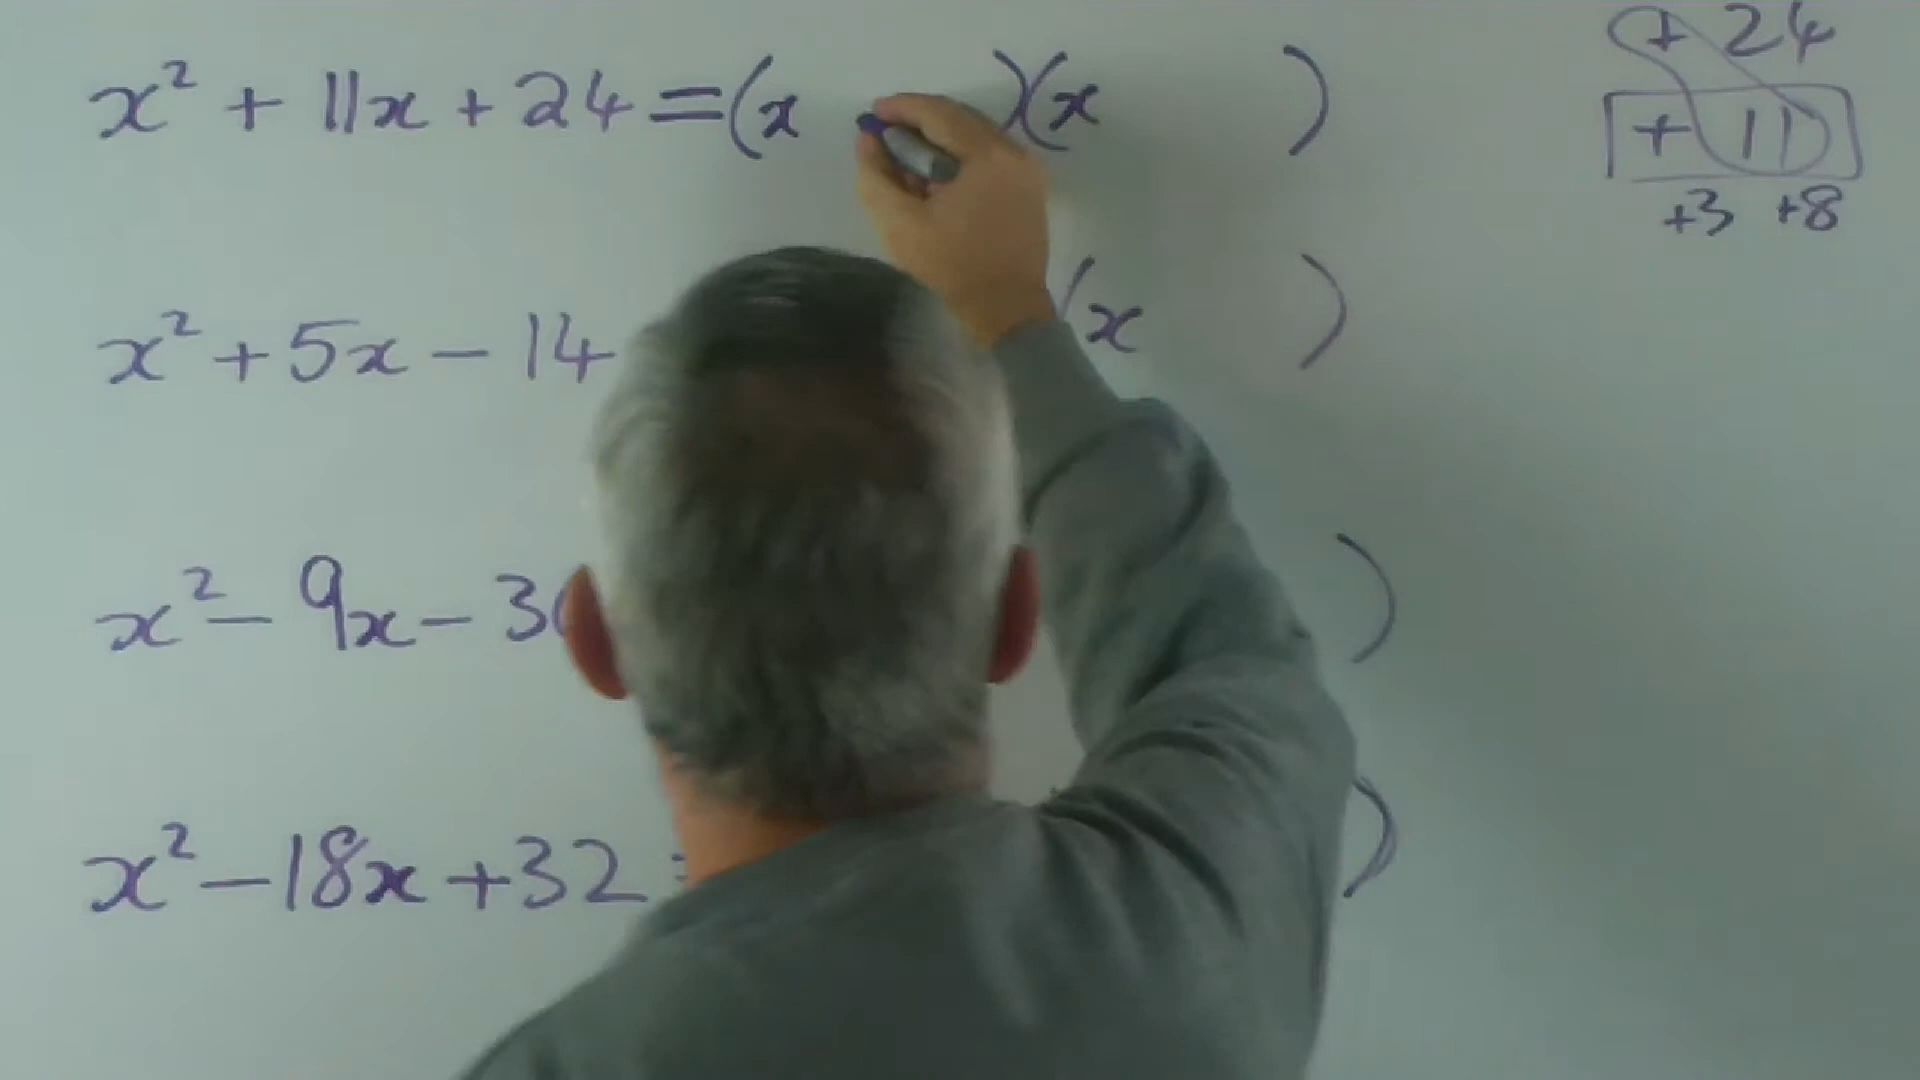 x² + 11x + 24 = (x )(x )
+ 24
+ 11
+3 +8
x² + 5x - 14 (x )
x² - 9x - 3 )
x² - 18x + 32 = )